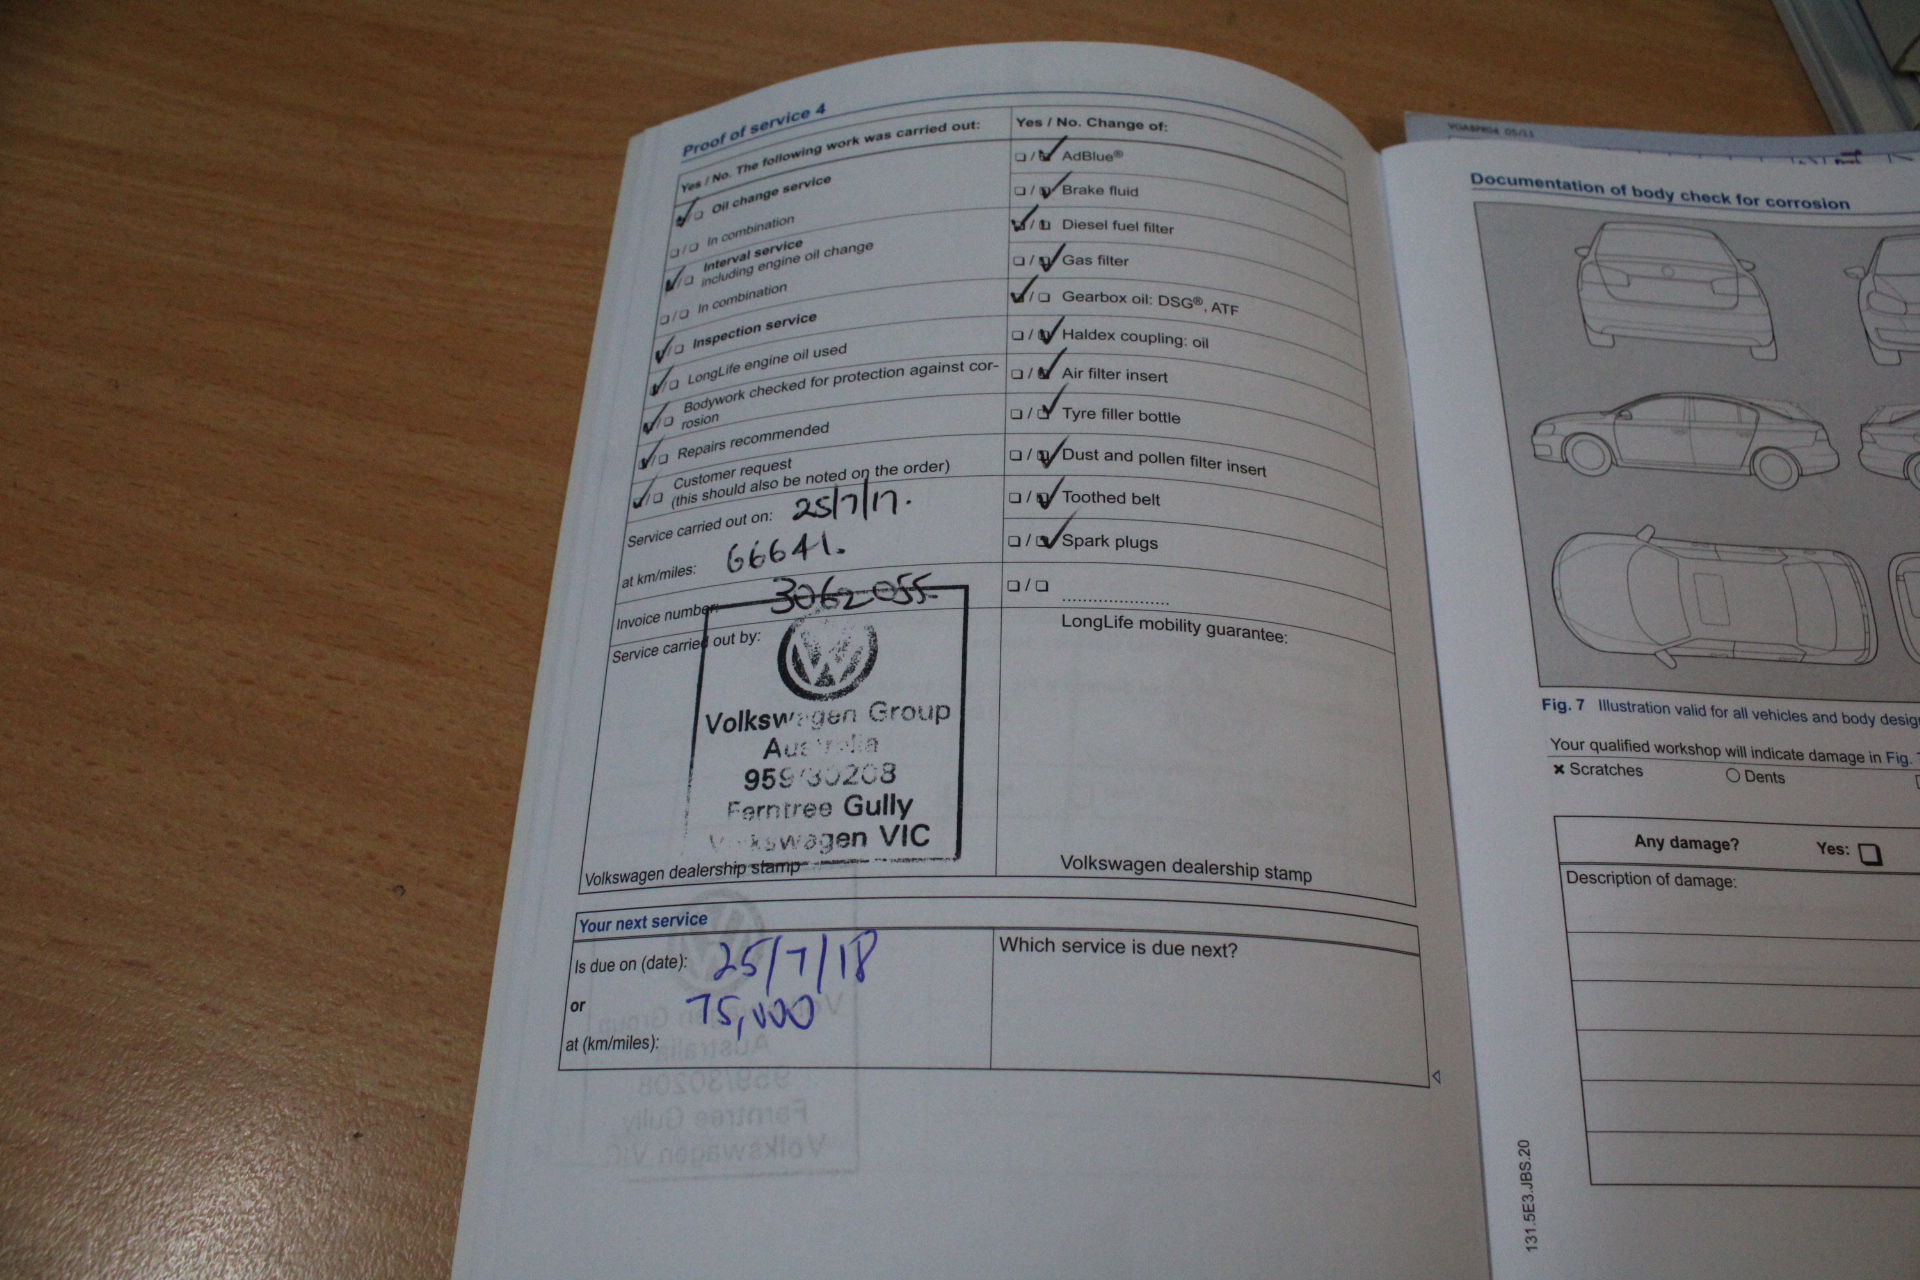 Proof of service 4
Yes / No. The following work was carried out:
☑/☐ Oil change service
☐/☐ In combination
☑/☐ Interval service
including engine oil change
☐/☐ In combination
☑/☐ Inspection service
☑/☐ LongLife engine oil used
☑/☐ Bodywork checked for protection against cor-
rosion
☑/☐ Repairs recommended
☑/☐ Customer request
(this should also be noted on the order)
Service carried out on: 25/7/17.
at km/miles: 66641.
Invoice number: 3062055
Service carried out by:
Volkswagen Group
Australia
959/30208
Ferntree Gully
Volkswagen VIC
Volkswagen dealership stamp
Yes / No. Change of:
☐/☑ AdBlue®
☐/☑ Brake fluid
☑/☐ Diesel fuel filter
☐/☑ Gas filter
☑/☐ Gearbox oil: DSG®, ATF
☐/☑ Haldex coupling: oil
☐/☑ Air filter insert
☐/☑ Tyre filler bottle
☐/☑ Dust and pollen filter insert
☐/☑ Toothed belt
☐/☑ Spark plugs
☐/☐ .....................
LongLife mobility guarantee:
Volkswagen dealership stamp
Your next service
Is due on (date): 25/7/18
or
at (km/miles): 75,000
Which service is due next?
VOABPR04 05/11
Documentation of body check for corrosion
Fig. 7 Illustration valid for all vehicles and body
Your qualified workshop will indicate damage in Fig.
× Scratches
○ Dents
Any damage? Yes: ☐
Description of damage:
131.5E3.JBS.20